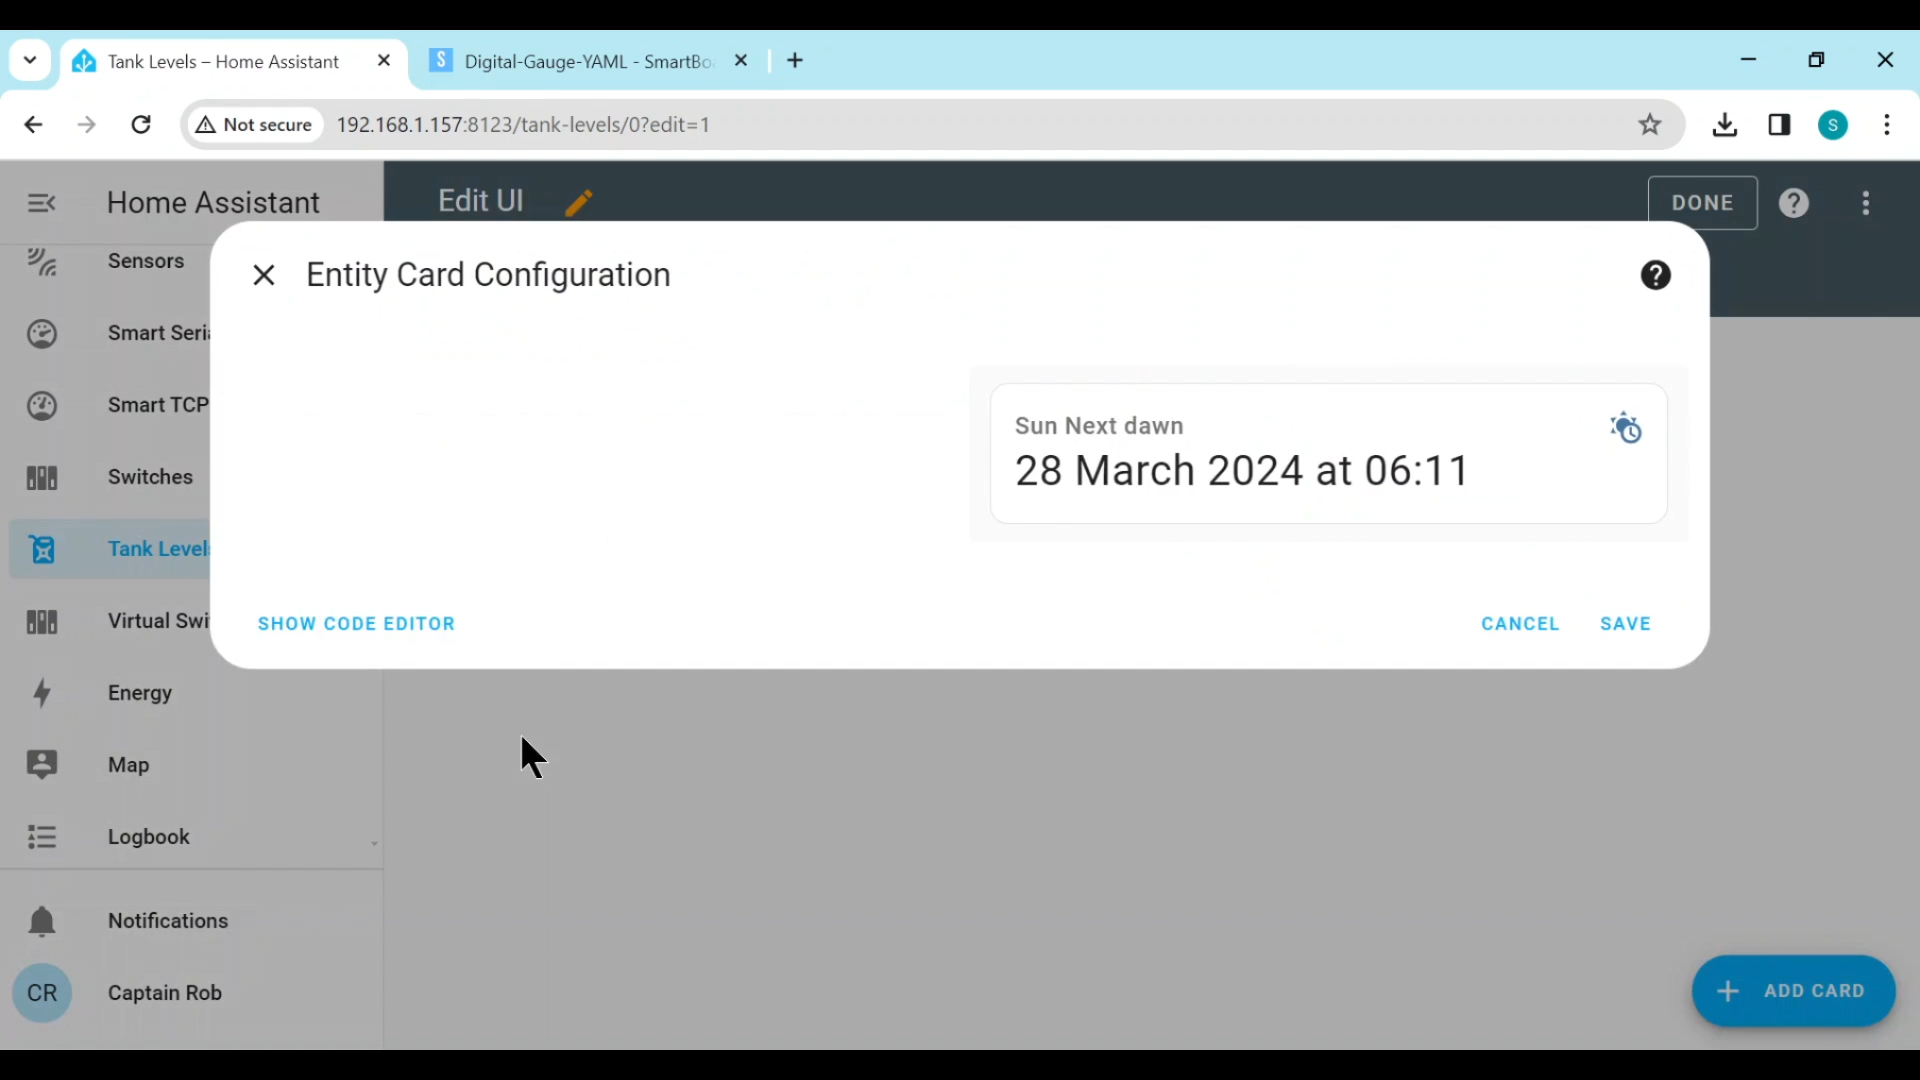 Tank Levels – Home Assistant
Digital-Gauge-YAML - SmartBo
Not secure
192.168.1.157:8123/tank-levels/0?edit=1
S
Home Assistant
Edit UI
DONE
Sensors
Entity Card Configuration
Smart Seria
Smart TCP
Sun Next dawn
28 March 2024 at 06:11
Switches
Tank Levels
Virtual Swi
SHOW CODE EDITOR
CANCEL
SAVE
Energy
Map
Logbook
Notifications
CR
Captain Rob
ADD CARD